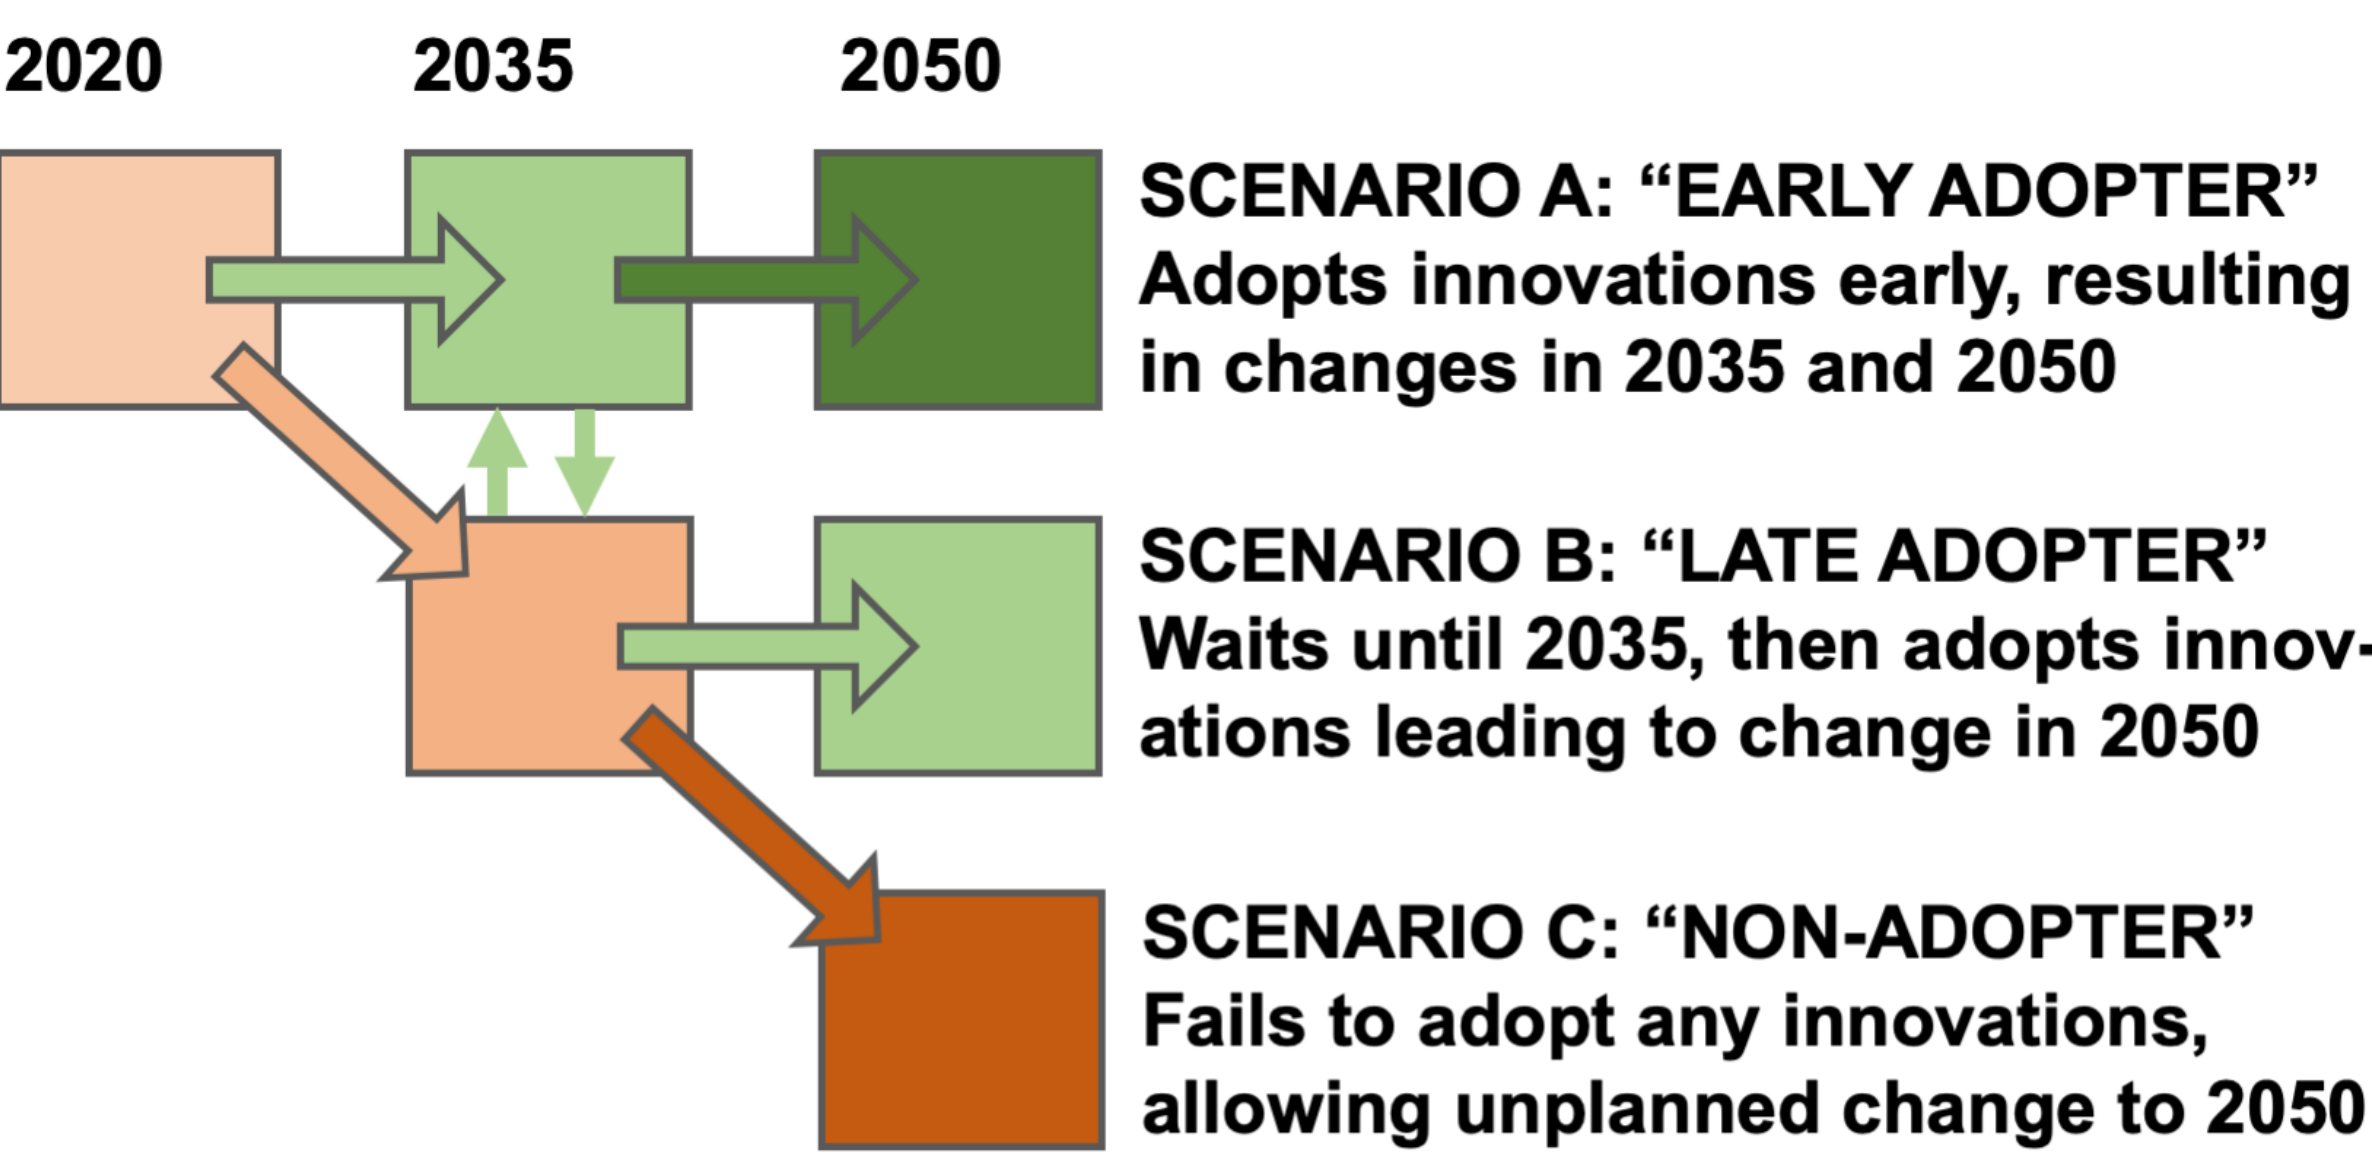 2020 2035 2050
SCENARIO A: “EARLY ADOPTER”
Adopts innovations early, resulting
in changes in 2035 and 2050
SCENARIO B: “LATE ADOPTER”
Waits until 2035, then adopts innov-
ations leading to change in 2050
SCENARIO C: “NON-ADOPTER”
Fails to adopt any innovations,
allowing unplanned change to 2050